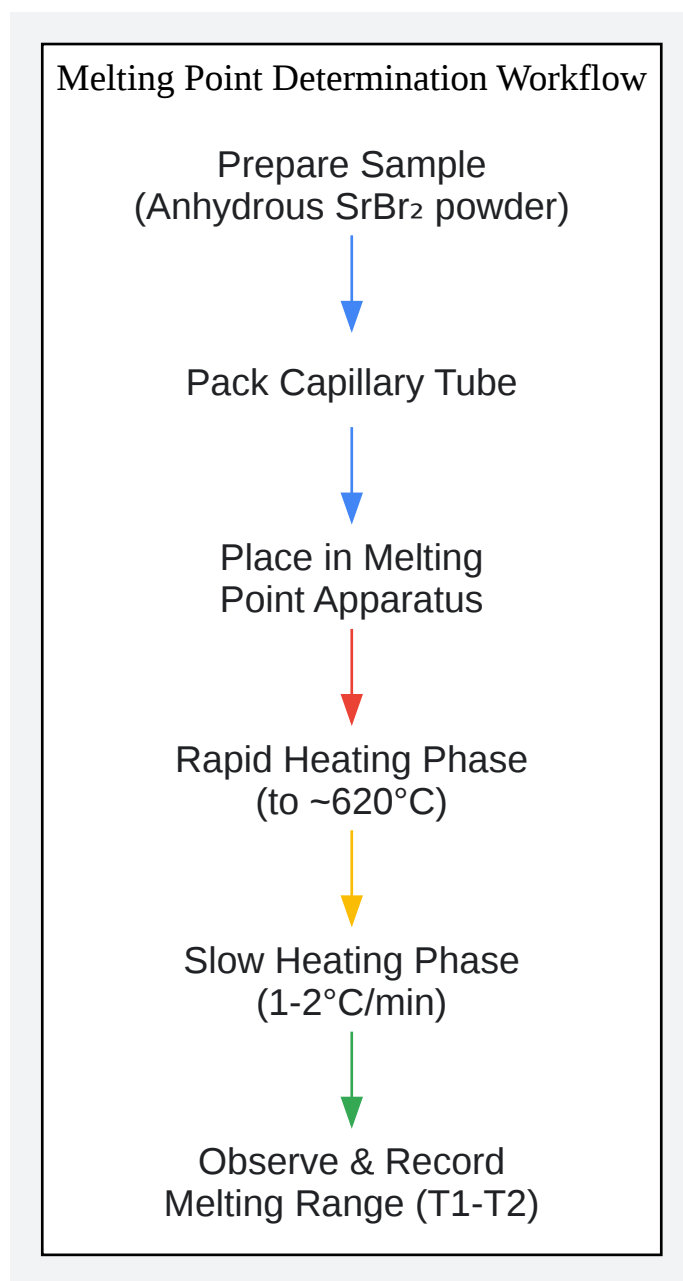 Melting Point Determination Workflow
Prepare Sample
(Anhydrous SrBr₂ powder)
Pack Capillary Tube
Place in Melting
Point Apparatus
Rapid Heating Phase
(to ~620°C)
Slow Heating Phase
(1-2°C/min)
Observe & Record
Melting Range (T1-T2)